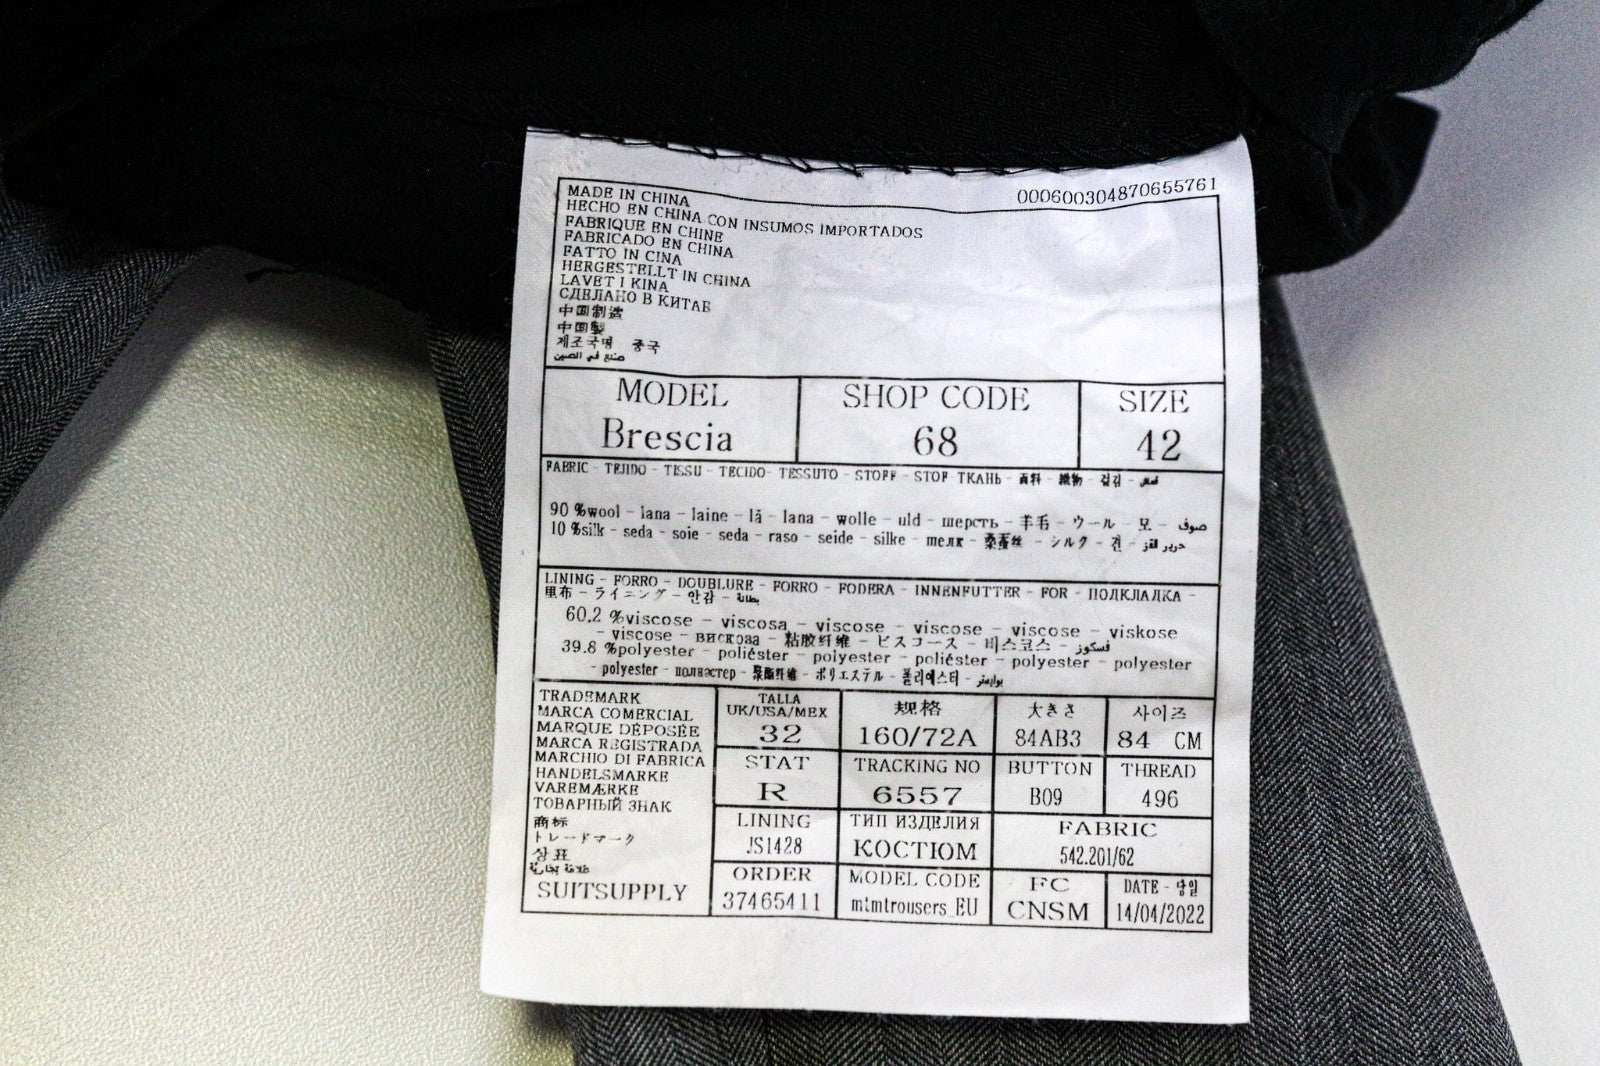 000600304870655761
MADE IN CHINA
HECHO EN CHINA CON INSUMOS IMPORTADOS
FABRIQUE EN CHINE
FABRICADO EN CHINA
FATTO IN CINA
HERGESTELLT IN CHINA
LAVET I KINA
СДЕЛАНО В КИТАЕ
中国制造
中国製
제조국명 중국
صنع في الصين
MODEL SHOP CODE SIZE
Brescia 68 42
FABRIC - TEJIDO - TISSU - TECIDO- TESSUTO - STOFF - STOF ТКАНЬ - 面料 - 織物 - 겉감 - قماش
90 %wool - lana - laine - lã - lana - wolle - uld - шерсть - 羊毛 - ウール - 모 - صوف
10 %silk - seda - soie - seda - raso - seide - silke - мелк - 桑蚕丝 - シルク - 견 - حرير القز
LINING - FORRO - DOUBLURE - FORRO - FODERA - INNENFUTTER - FOR - ПОДКЛАДКА -
里布 - ライニング - 안감 - بطانة
60.2 %viscose - viscosa - viscose - viscose - viscose - viskose
- viscose - вискоза - 粘胶纤维 - ビスコース - 비스코스 - فسكوز
39.8 %polyester - poliéster - polyester - poliéster - polyester - polyester
- polyester - полиэстер - 聚酯纤维 - ポリエステル - 폴리에스터 - بوليستر
TRADEMARK
MARCA COMERCIAL
MARQUE DÉPOSÉE
MARCA REGISTRADA
MARCHIO DI FABRICA
HANDELSMARKE
VAREMÆRKE
ТОВАРНЫЙ ЗНАК
商标
トレードマーク
상표
علامة تجارية
SUITSUPPLY
TALLA UK/USA/MEX 规格 大きさ 사이즈
32 160/72A 84AB3 84 CM
STAT TRACKING NO BUTTON THREAD
R 6557 B09 496
LINING ТИП ИЗДЕЛИЯ FABRIC
JS1428 КОСТЮМ 542.201/62
ORDER MODEL CODE FC DATE - 날일
37465411 mtmtrousers_EU CNSM 14/04/2022